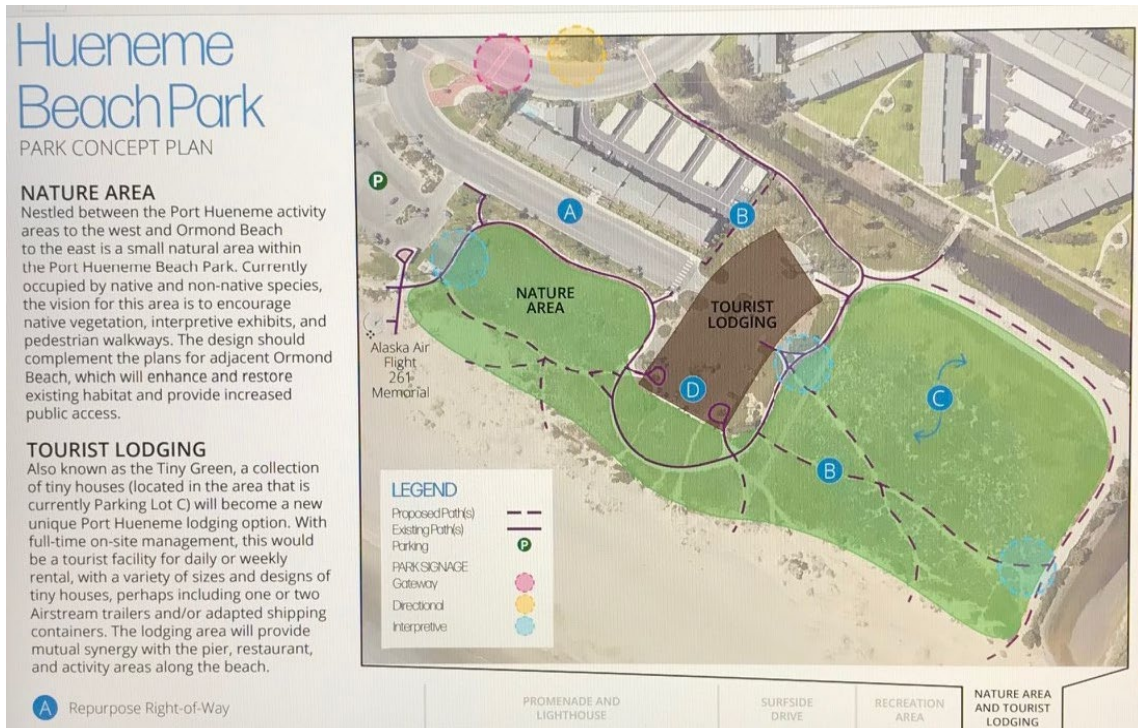 Hueneme
Beach Park
PARK CONCEPT PLAN
NATURE AREA
Nestled between the Port Hueneme activity
areas to the west and Ormond Beach
to the east is a small natural area within
the Port Hueneme Beach Park. Currently
occupied by native and non-native species,
the vision for this area is to encourage
native vegetation, interpretive exhibits, and
pedestrian walkways. The design should
complement the plans for adjacent Ormond
Beach, which will enhance and restore
existing habitat and provide increased
public access.
TOURIST LODGING
Also known as the Tiny Green, a collection
of tiny houses (located in the area that is
currently Parking Lot C) will become a new
unique Port Hueneme lodging option. With
full-time on-site management, this would
be a tourist facility for daily or weekly
rental, with a variety of sizes and designs of
tiny houses, perhaps including one or two
Airstream trailers and/or adapted shipping
containers. The lodging area will provide
mutual synergy with the pier, restaurant,
and activity areas along the beach.
A Repurpose Right-of-Way
P
A
B
NATURE
AREA
TOURIST
LODGING
Alaska Air
Flight
261
Memorial
D
C
B
LEGEND
Proposed Path(s)
Existing Path(s)
Parking P
PARK SIGNAGE
Gateway
Directional
Interpretive
PROMENADE AND
LIGHTHOUSE
SURFSIDE
DRIVE
RECREATION
AREA
NATURE AREA
AND TOURIST
LODGING